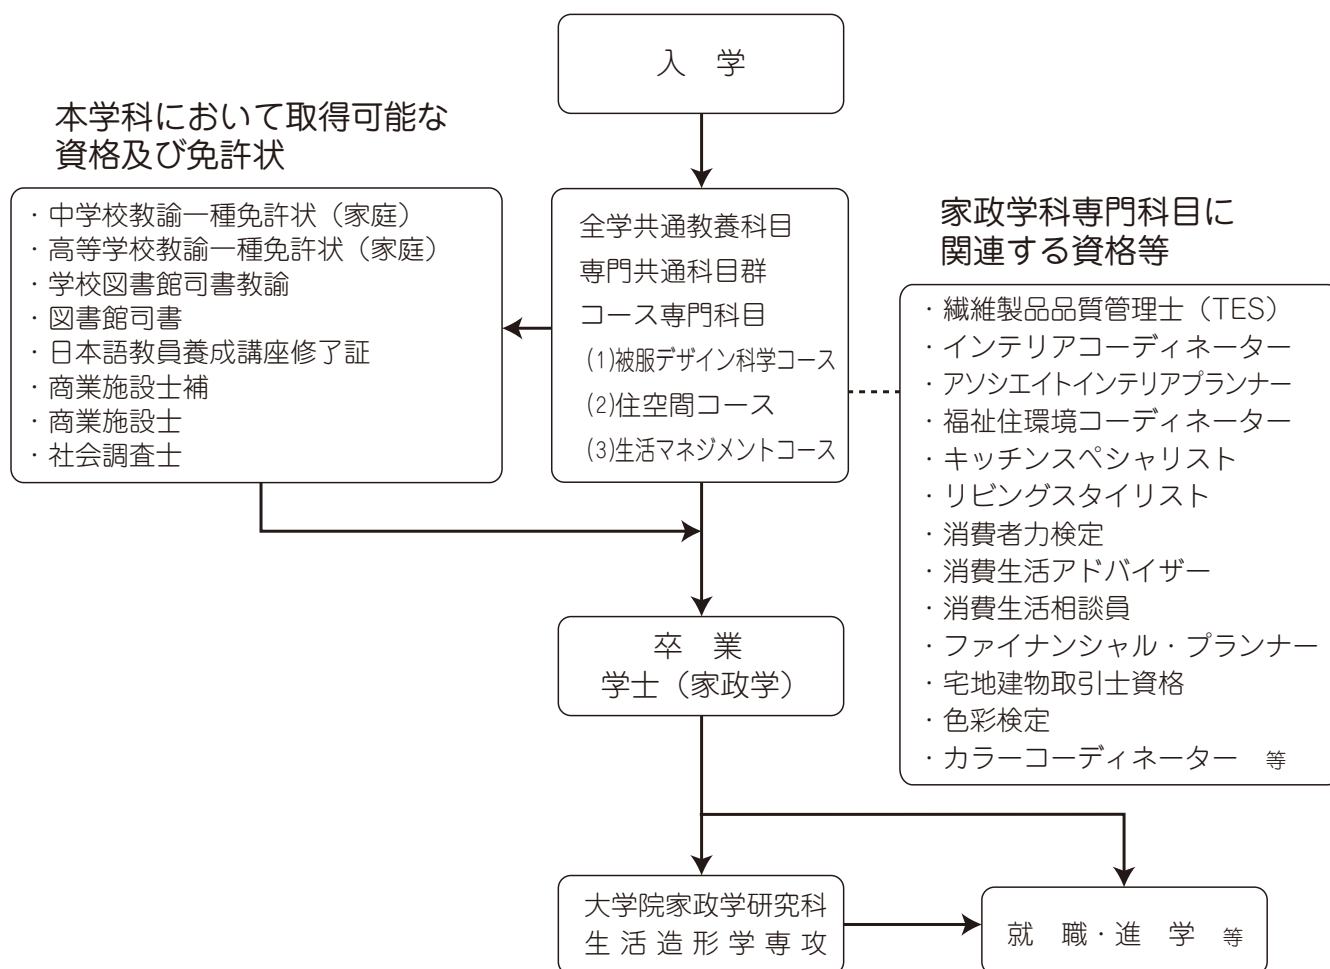 入　学
本学科において取得可能な
資格及び免許状
・中学校教諭一種免許状（家庭）
・高等学校教諭一種免許状（家庭）
・学校図書館司書教諭
・図書館司書
・日本語教員養成講座修了証
・商業施設士補
・商業施設士
・社会調査士
全学共通教養科目
専門共通科目群
コース専門科目
(1)被服デザイン科学コース
(2)住空間コース
(3)生活マネジメントコース
家政学科専門科目に
関連する資格等
・繊維製品品質管理士（TES）
・インテリアコーディネーター
・アソシエイトインテリアプランナー
・福祉住環境コーディネーター
・キッチンスペシャリスト
・リビングスタイリスト
・消費者力検定
・消費生活アドバイザー
・消費生活相談員
・ファイナンシャル・プランナー
・宅地建物取引士資格
・色彩検定
・カラーコーディネーター　等
卒　業
学士（家政学）
大学院家政学研究科
生活造形学専攻
就　職・進　学　等